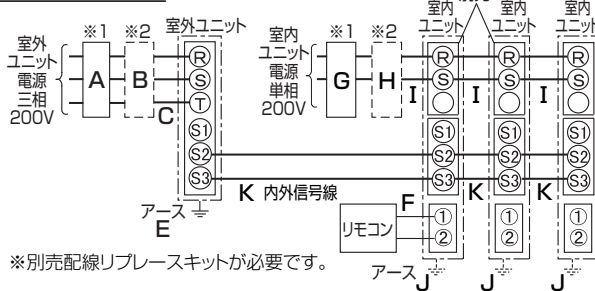 ※1 ※2 室外ユニット
室外
ユニット
電源
三相
200V
A B C
R
S
T
S1
S2
S3
アース
E
※1 ※2
室内
ユニット
電源
単相
200V
G H
室内
ユニット
室内
ユニット
室内
ユニット
R R R
S S S
I I I
S1 S1 S1
S2 S2 S2
S3 S3 S3
K 内外信号線 K K
リモコン F
① ① ①
② ② ②
アース J J J
※別売配線リプレースキットが必要です。